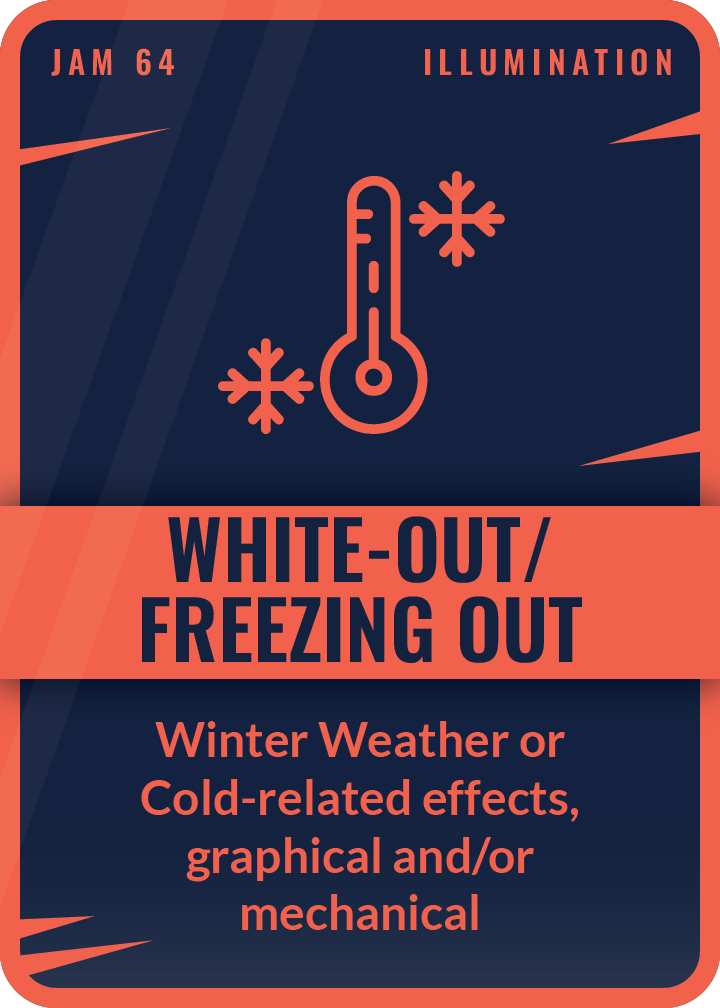 JAM 64
ILLUMINATION
WHITE-OUT/
FREEZING OUT
Winter Weather or
Cold-related effects,
graphical and/or
mechanical